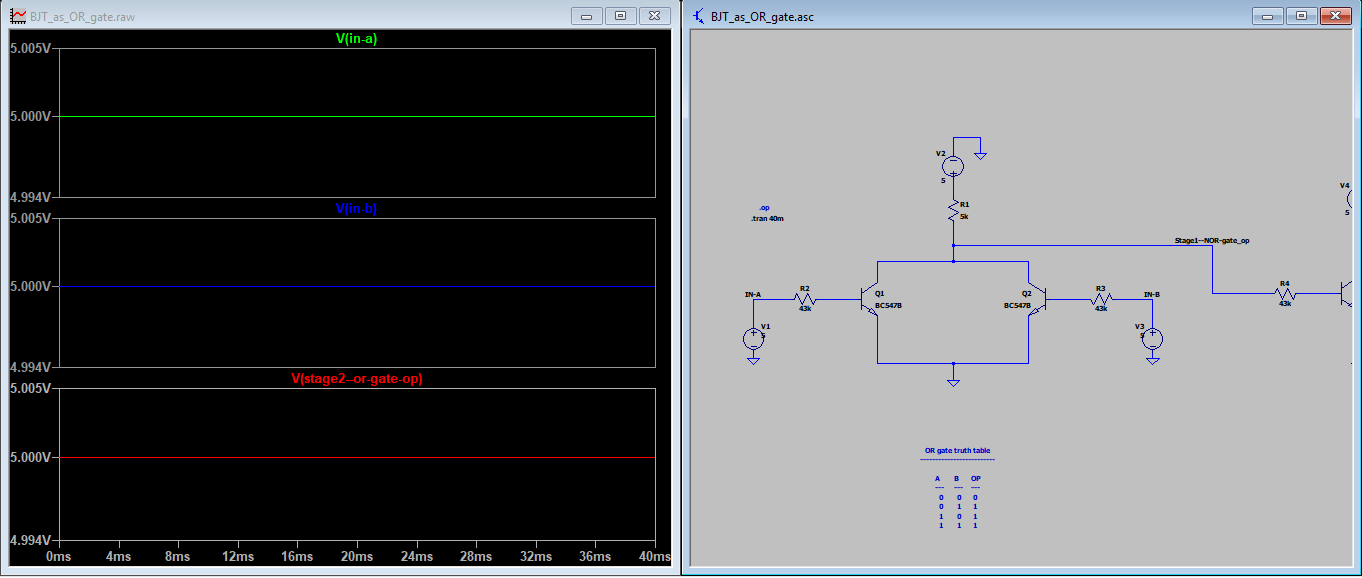 BJT_as_OR_gate.raw
V(in-a)
5.005V
5.000V
4.994V
V(in-b)
5.005V
5.000V
4.994V
V(stage2--or-gate-op)
5.005V
5.000V
4.994V
0ms 4ms 8ms 12ms 16ms 20ms 24ms 28ms 32ms 36ms 40ms
BJT_as_OR_gate.asc
V2
5
R1
5k
.op
.tran 40m
V4
5
Stage1--NOR-gate_op
IN-A
R2
43k
Q1
BC547B
Q2
BC547B
R3
43k
IN-B
R4
43k
V1
5
V3
5
OR gate truth table
-------------------------
A B OP
--- --- ---
0 0 0
0 1 1
1 0 1
1 1 1